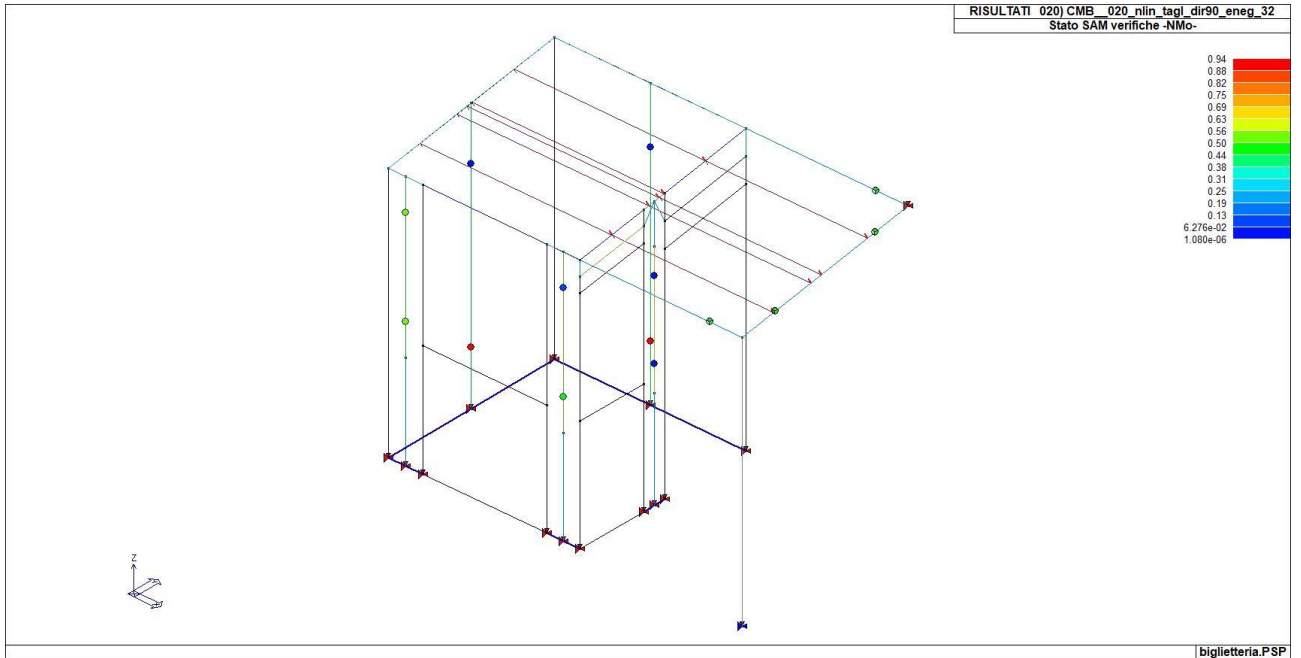 RISULTATI 020) CMB__020_nlin_tagl_dir90_eneg_32
Stato SAM verifiche -NMo-
0.94
0.88
0.82
0.75
0.69
0.63
0.56
0.50
0.44
0.38
0.31
0.25
0.19
0.13
6.276e-02
1.080e-06
Z
biglietteria.PSP